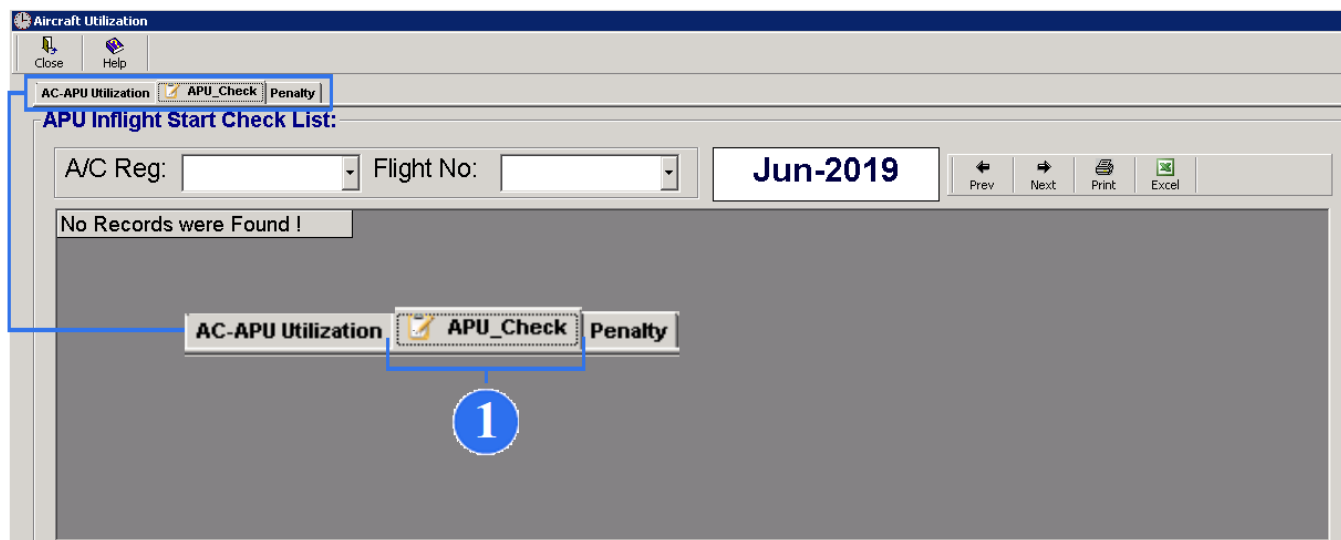 Aircraft Utilization
Close Help
AC-APU Utilization APU_Check Penalty
APU Inflight Start Check List:
A/C Reg: Flight No: Jun-2019 Prev Next Print Excel
No Records were Found !
AC-APU Utilization APU_Check Penalty
1